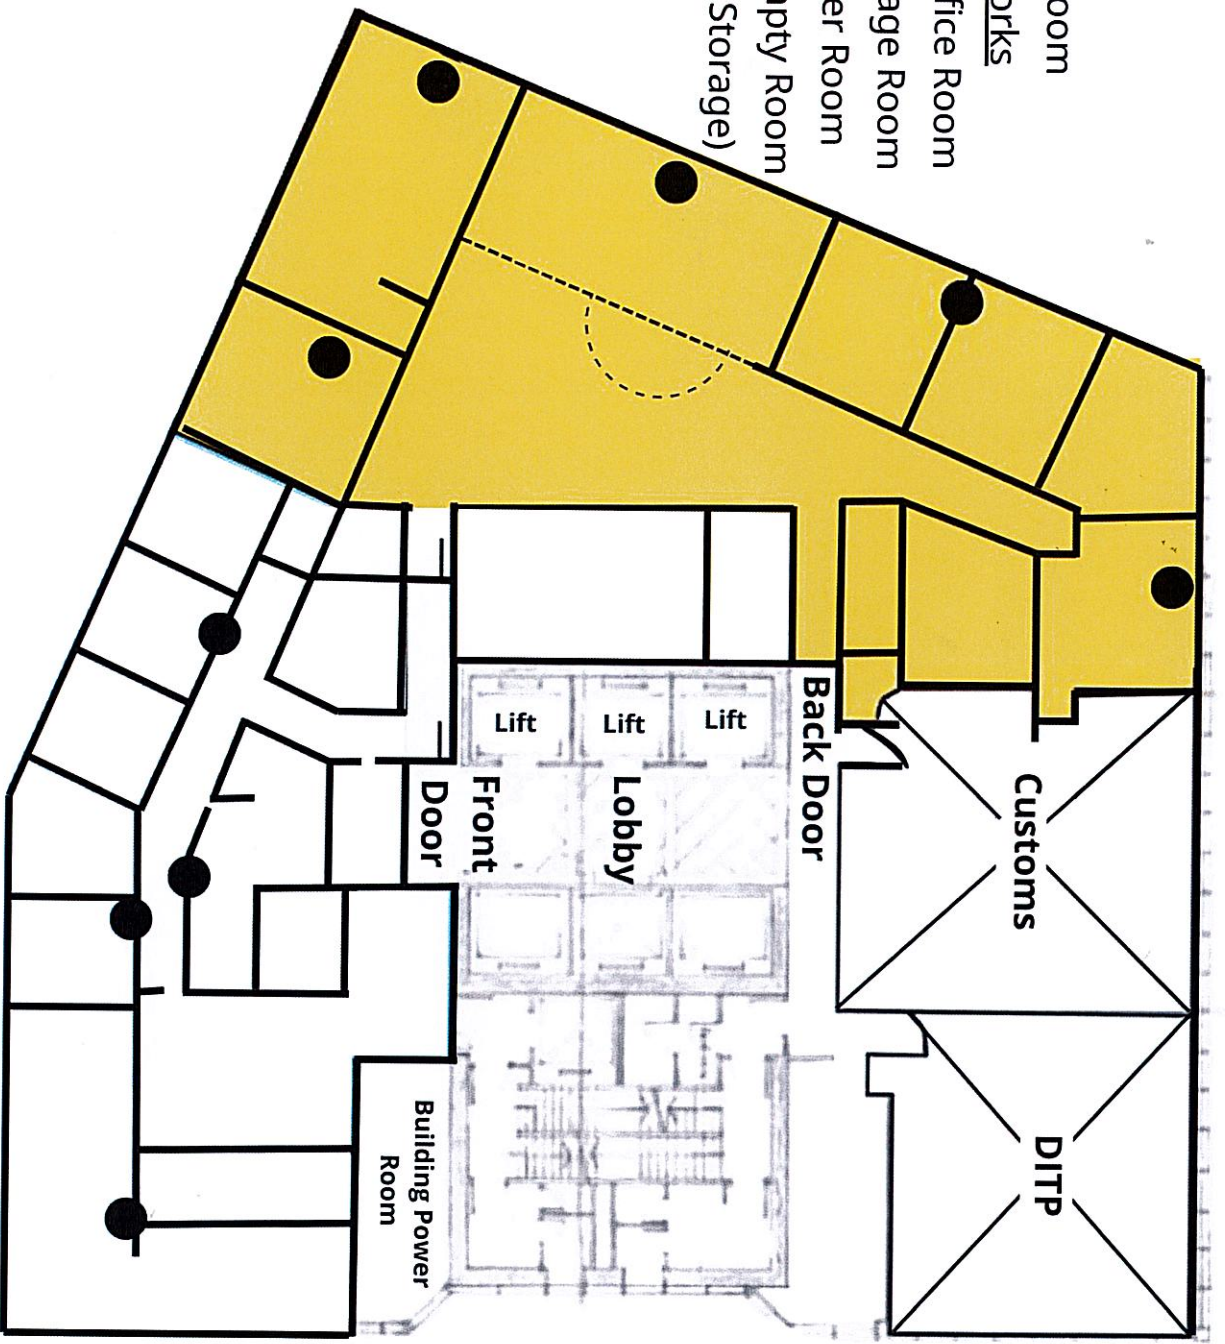 oom
orks
fice Room
age Room
er Room
pty Room
Storage)
Back Door
Customs
Lift
Lift
Lift
Lobby
Front
Door
DITP
Building Power
Room